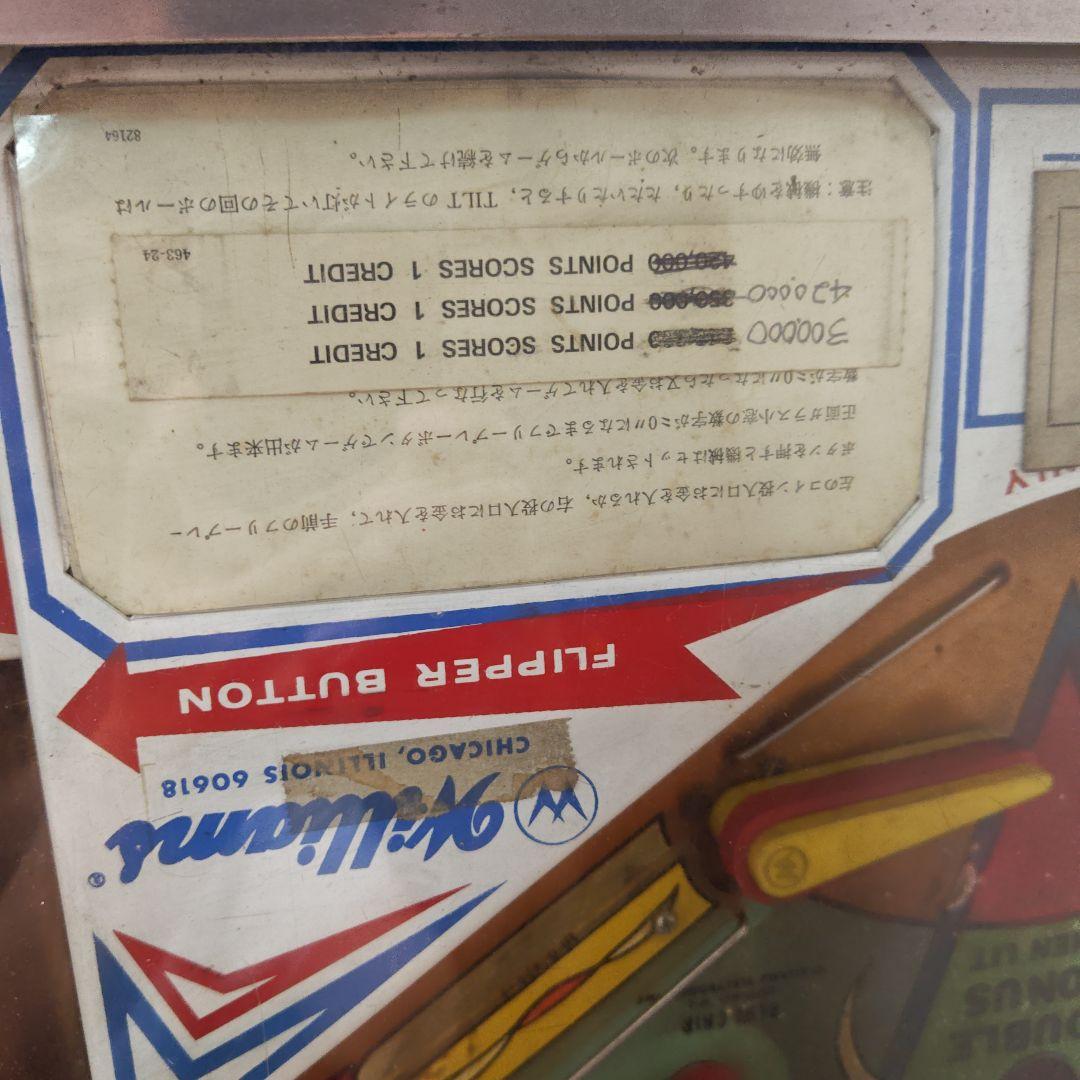 OUBLE
ONUS
EN LIT
Williams®
CHICAGO, ILLINOIS 60618
FLIPPER BUTTON
左のコイン投入口にお金を入れるか, 右の投入口にお金を入れて, 手前のフリープレー
ボタンを押すと機械はセットされます。
正面ガラス小窓の数字が〝0〃になるまでフリープレーボタンでゲームが出来ます。
数字が〝0〃になったら又お金を入れてゲームを行なって下さい。
300,000 POINTS SCORES 1 CREDIT
420000 350,000 POINTS SCORES 1 CREDIT
420,000 POINTS SCORES 1 CREDIT
463-24
注意：機械をゆすったり, たたいたりすると, TILT のライトが灯いてその回のボールは
無効になります。次のボールからゲームを続けて下さい。
82164